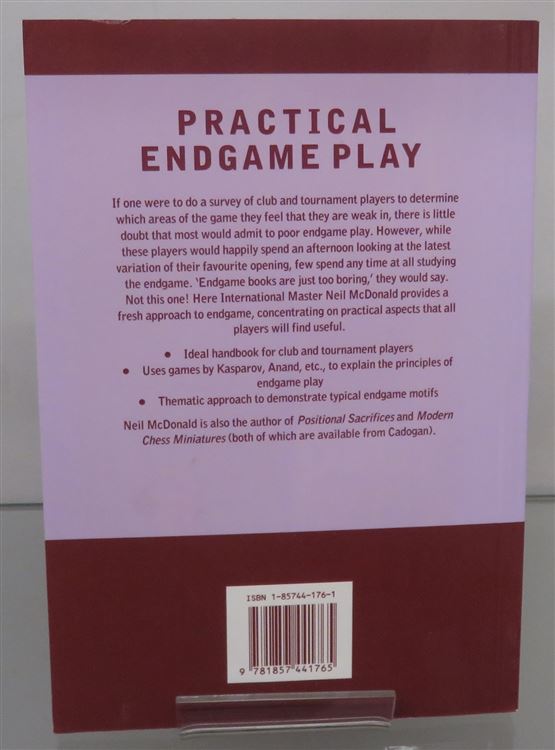 PRACTICAL
ENDGAME PLAY
If one were to do a survey of club and tournament players to determine
which areas of the game they feel that they are weak in, there is little
doubt that most would admit to poor endgame play. However, while
these players would happily spend an afternoon looking at the latest
variation of their favourite opening, few spend any time at all studying
the endgame. ‘Endgame books are just too boring,’ they would say.
Not this one! Here International Master Neil McDonald provides a
fresh approach to endgame, concentrating on practical aspects that all
players will find useful.
• Ideal handbook for club and tournament players
• Uses games by Kasparov, Anand, etc., to explain the principles of
endgame play
• Thematic approach to demonstrate typical endgame motifs
Neil McDonald is also the author of Positional Sacrifices and Modern
Chess Miniatures (both of which are available from Cadogan).
ISBN 1-85744-176-1
9 781857 441765